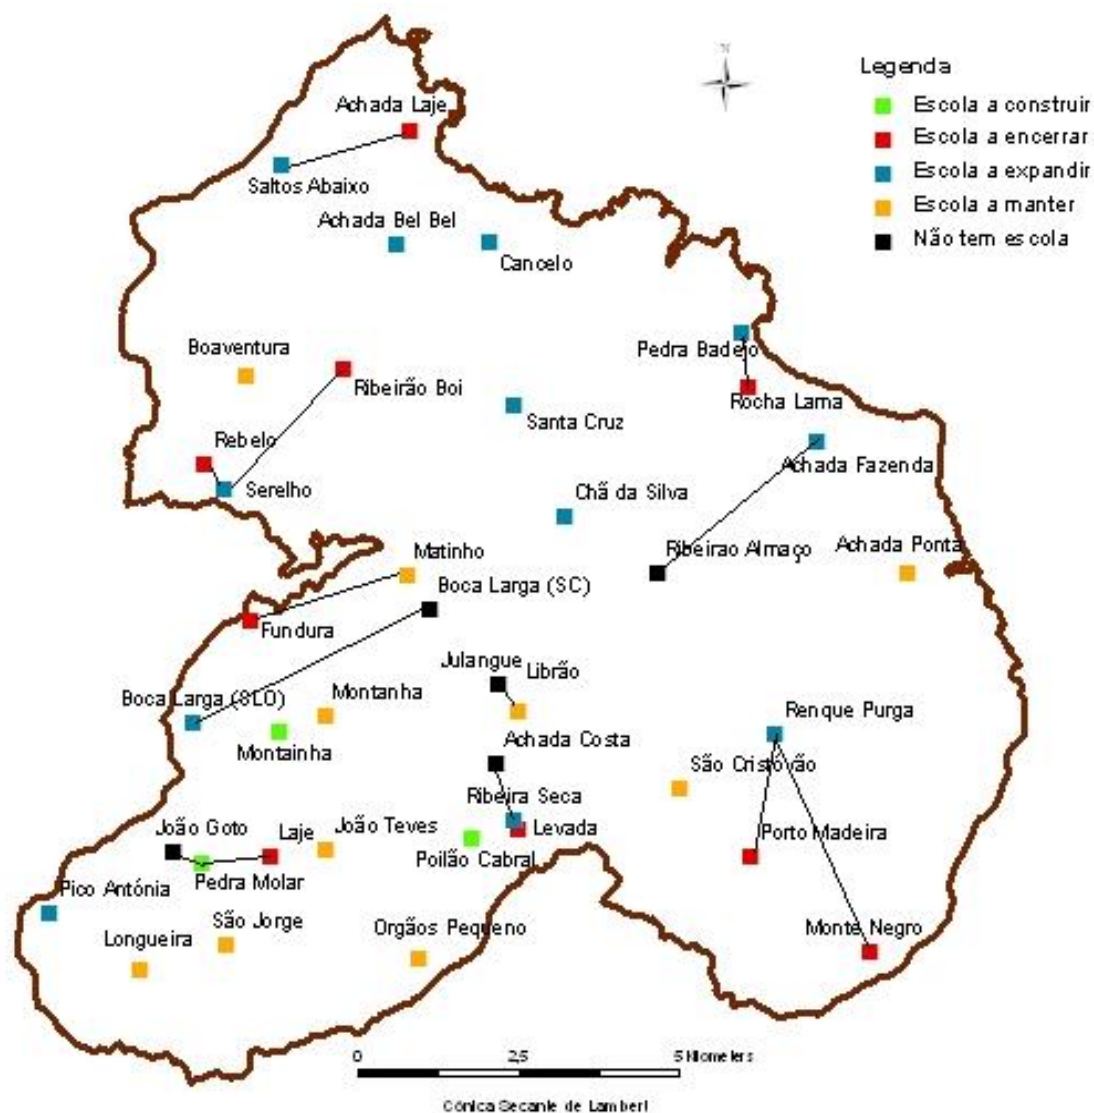 N
Legenda
Escola a construir
Escola a encerrar
Escola a expandir
Escola a manter
Não tem escola
Achada Laje
Saltos Abaixo
Achada Bel Bel
Cancelo
Pedra Badejo
Boaventura
Ribeirão Boi
Rocha Lama
Santa Cruz
Rebelo
Achada Fazenda
Serelho
Chã da Silva
Matinho
Ribeirao Almaço
Achada Ponta
Boca Larga (SC)
Fundura
Julangue
Librão
Boca Larga (SLO)
Montanha
Renque Purga
Montainha
Achada Costa
São Cristovão
Ribeira Seca
João Goto
Laje
João Teves
Levada
Porto Madeira
Poilão Cabral
Pedra Molar
Pico Antónia
São Jorge
Longueira
Orgãos Pequeno
Monte Negro
0 2,5 5 Kilometers
Cónica Secante de Lambert